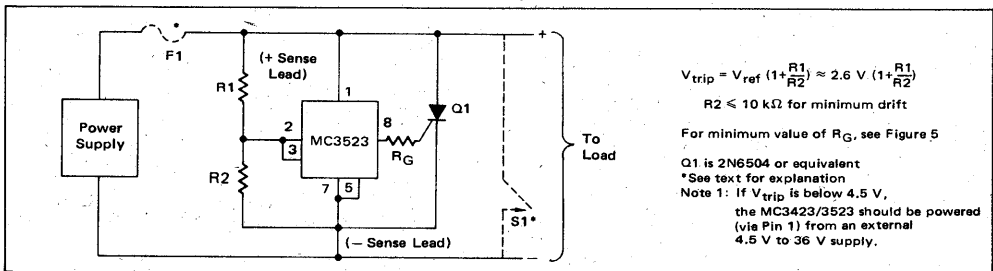 *
F1
(+ Sense
Lead)
R1
1
Power
Supply
2
3
MC3523
8
RG
Q1
R2
7
5
(− Sense Lead)
S1*
+
−
To
Load
Vtrip = Vref (1+R1/R2) ≈ 2.6 V (1+R1/R2)
R2 ⩽ 10 kΩ for minimum drift
For minimum value of RG, see Figure 5
Q1 is 2N6504 or equivalent
*See text for explanation
Note 1: If Vtrip is below 4.5 V,
the MC3423/3523 should be powered
(via Pin 1) from an external
4.5 V to 36 V supply.